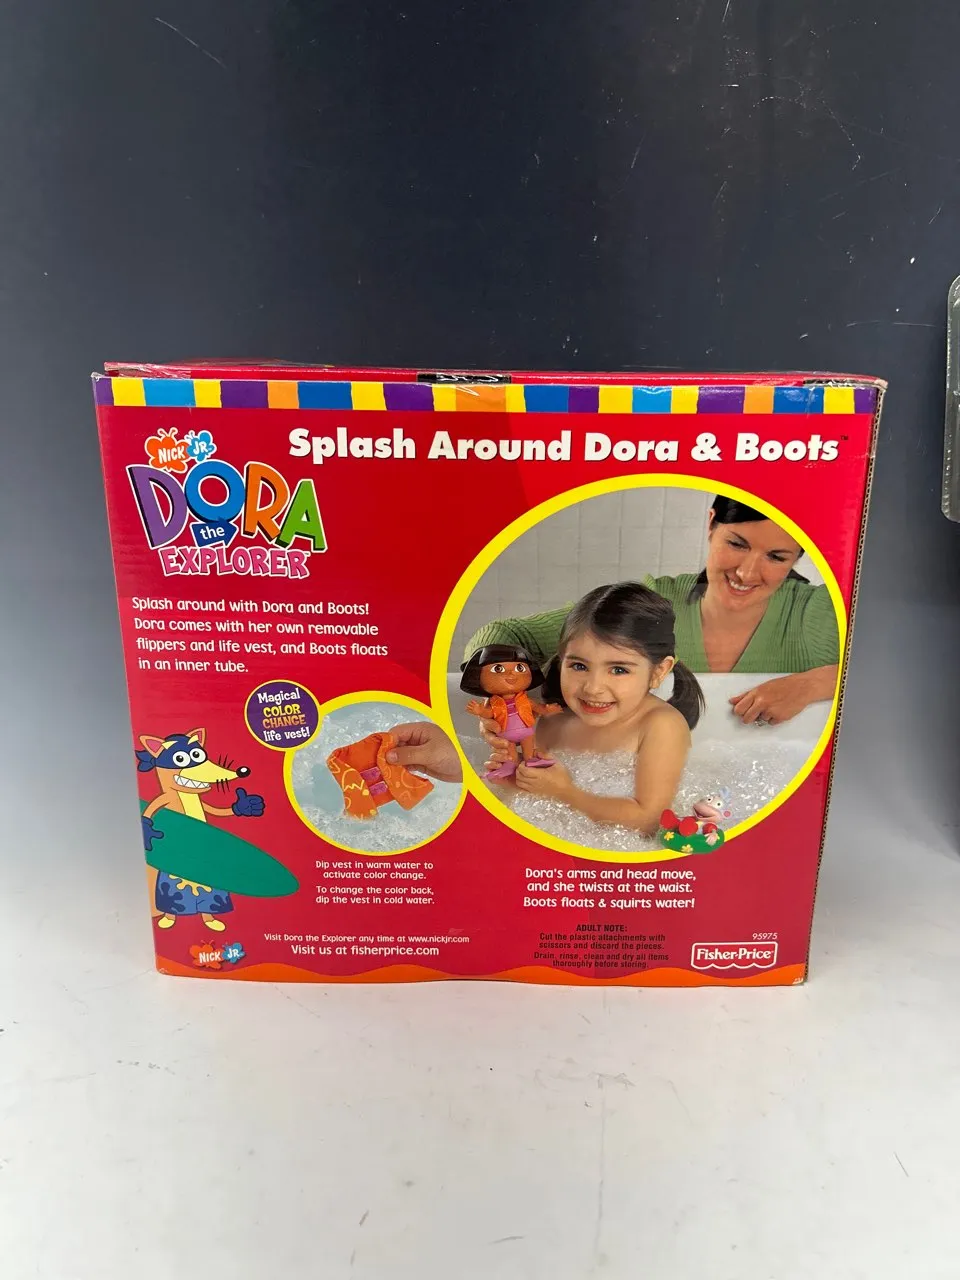 Splash Around Dora & Boots™
NICK JR.
DORA
the
EXPLORER™
Splash around with Dora and Boots!
Dora comes with her own removable
flippers and life vest, and Boots floats
in an inner tube.
Magical
COLOR
CHANGE
life vest!
Dip vest in warm water to
activate color change.
To change the color back,
dip the vest in cold water.
Dora's arms and head move,
and she twists at the waist.
Boots floats & squirts water!
ADULT NOTE:
Cut the plastic attachments with
scissors and discard the pieces.
Drain, rinse, clean and dry all items
thoroughly before storing.
Visit Dora the Explorer any time at www.nickjr.com
Visit us at fisherprice.com
NICK JR.
95975
Fisher-Price